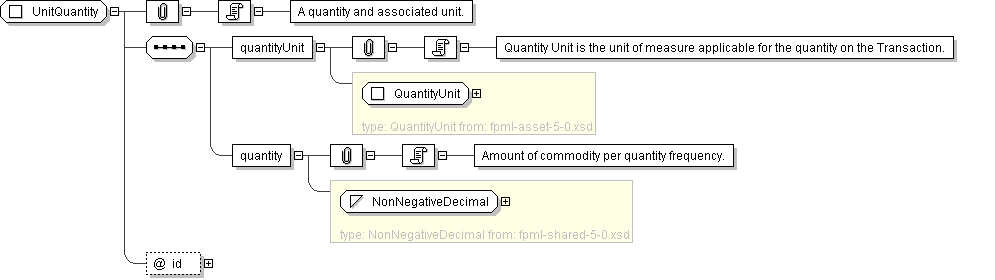 UnitQuantity
A quantity and associated unit.
quantityUnit
Quantity Unit is the unit of measure applicable for the quantity on the Transaction.
QuantityUnit
type: QuantityUnit from: fpml-asset-5-0.xsd
quantity
Amount of commodity per quantity frequency.
NonNegativeDecimal
type: NonNegativeDecimal from: fpml-shared-5-0.xsd
@ id